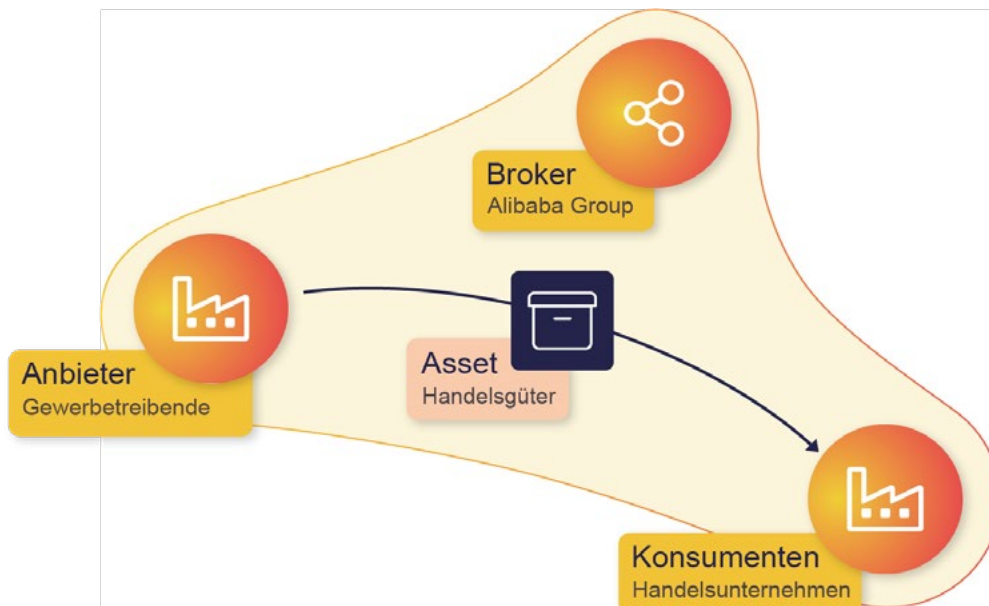 Broker
Alibaba Group
Anbieter
Gewerbetreibende
Asset
Handelsgüter
Konsumenten
Handelsunternehmen